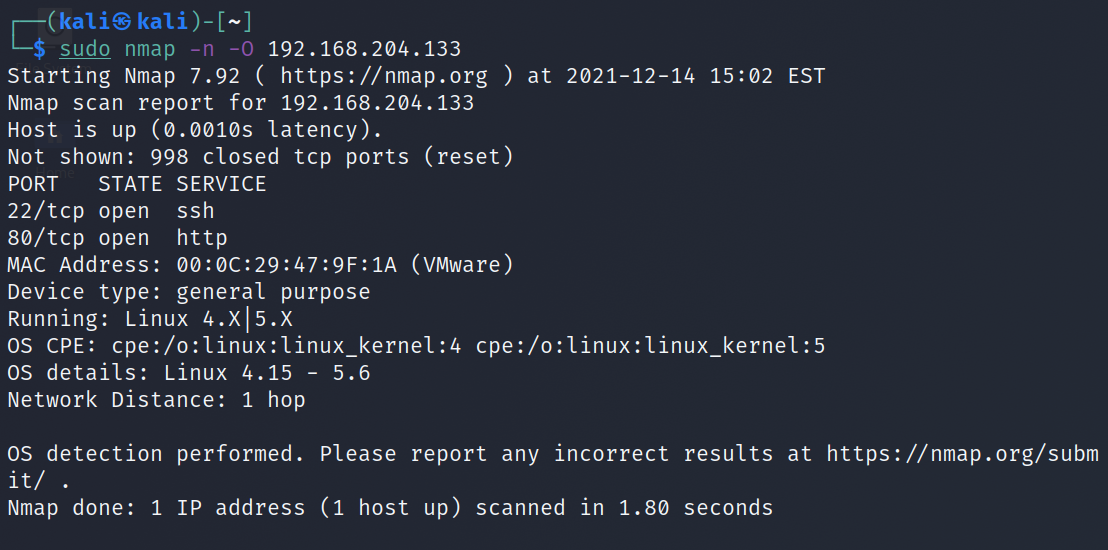 ┌──(kali㉿kali)-[~]
└─$ sudo nmap -n -O 192.168.204.133
Starting Nmap 7.92 ( https://nmap.org ) at 2021-12-14 15:02 EST
Nmap scan report for 192.168.204.133
Host is up (0.0010s latency).
Not shown: 998 closed tcp ports (reset)
PORT   STATE SERVICE
22/tcp open  ssh
80/tcp open  http
MAC Address: 00:0C:29:47:9F:1A (VMware)
Device type: general purpose
Running: Linux 4.X|5.X
OS CPE: cpe:/o:linux:linux_kernel:4 cpe:/o:linux:linux_kernel:5
OS details: Linux 4.15 - 5.6
Network Distance: 1 hop

OS detection performed. Please report any incorrect results at https://nmap.org/subm
it/ .
Nmap done: 1 IP address (1 host up) scanned in 1.80 seconds